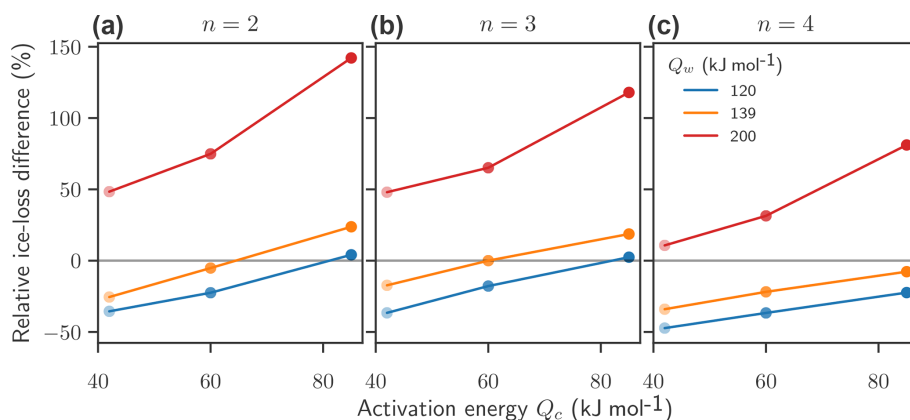 (a) n = 2 (b) n = 3 (c) n = 4
Relative ice-loss difference (%)
150
100
50
0
−50
Q_w (kJ mol⁻¹)
120
139
200
40 60 80 40 60 80 40 60 80
Activation energy Q_c (kJ mol⁻¹)